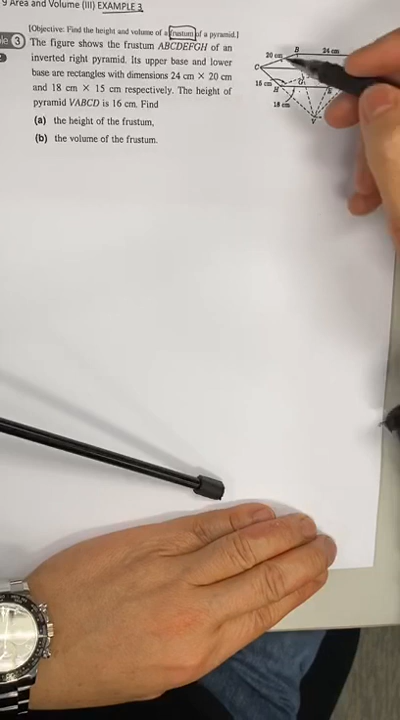 9 Area and Volume (III) EXAMPLE 3
[Objective: Find the height and volume of a frustum of a pyramid.]
3 The figure shows the frustum ABCDEFGH of an
inverted right pyramid. Its upper base and lower
base are rectangles with dimensions 24 cm × 20 cm
and 18 cm × 15 cm respectively. The height of
pyramid VABCD is 16 cm. Find
(a) the height of the frustum,
(b) the volume of the frustum.
B
24 cm
20 cm
C
16 cm
H
18 cm
V